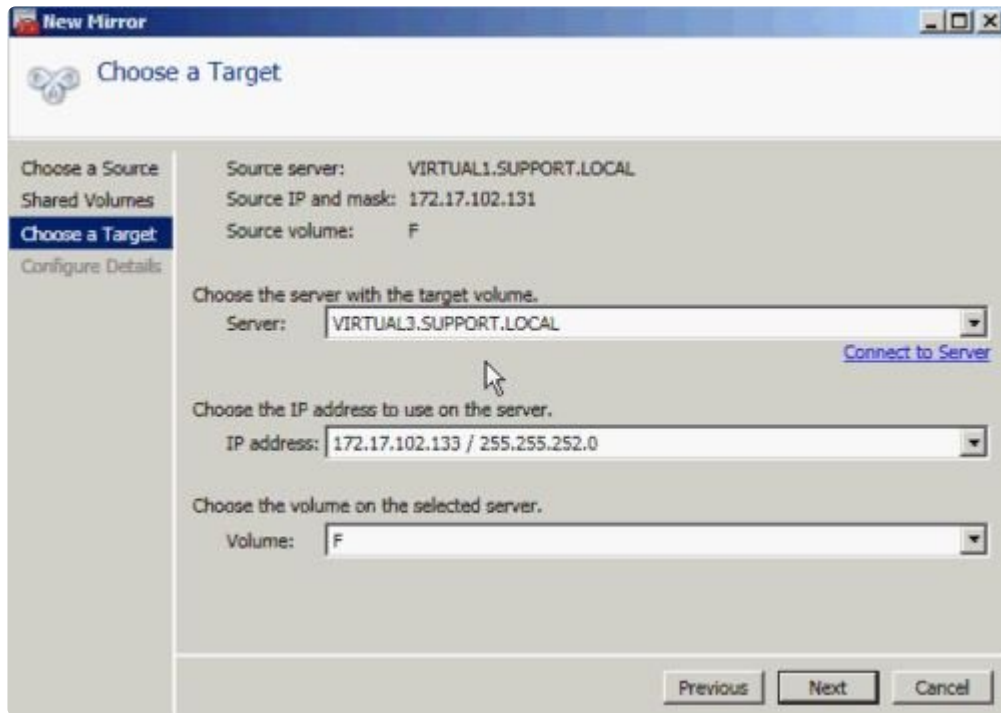 New Mirror
Choose a Target
Choose a Source
Shared Volumes
Choose a Target
Configure Details
Source server: VIRTUAL1.SUPPORT.LOCAL
Source IP and mask: 172.17.102.131
Source volume: F
Choose the server with the target volume.
Server: VIRTUAL3.SUPPORT.LOCAL
Connect to Server
Choose the IP address to use on the server.
IP address: 172.17.102.133 / 255.255.252.0
Choose the volume on the selected server.
Volume: F
Previous Next Cancel